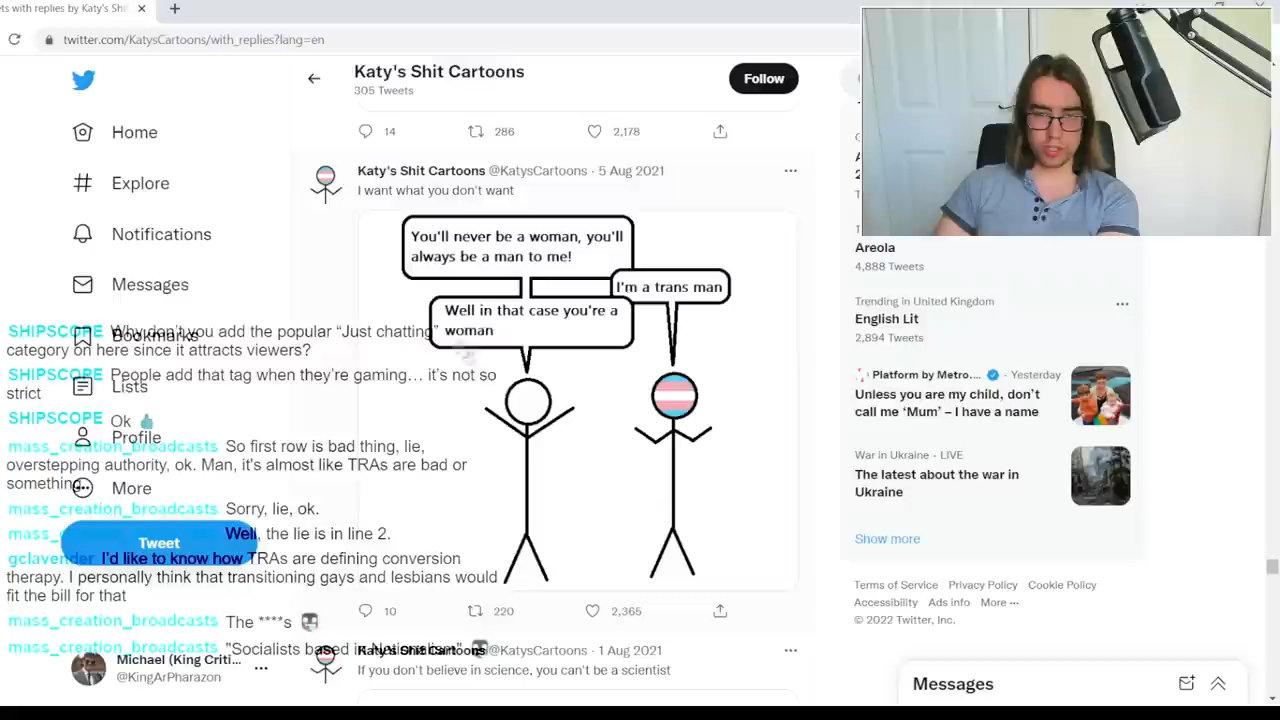 ets with replies by Katy's Shi
twitter.com/KatysCartoons/with_replies?lang=en
Katy's Shit Cartoons
305 Tweets
Follow
Home
Explore
Notifications
Messages
Bookmarks
Lists
Profile
More
Tweet
Michael (King Criti...
@KingArPharazon
14
286
2,178
Katy's Shit Cartoons @KatysCartoons · 5 Aug 2021
I want what you don't want
You'll never be a woman, you'll
always be a man to me!
I'm a trans man
Well in that case you're a
woman
10
220
2,365
Katy's Shit Cartoons @KatysCartoons · 1 Aug 2021
If you don't believe in science, you can't be a scientist
SHIPSCOPE Why don't you add the popular “Just chatting”
category on here since it attracts viewers?
SHIPSCOPE People add that tag when they're gaming… it's not so
strict
SHIPSCOPE Ok 👍
mass_creation_broadcasts So first row is bad thing, lie,
overstepping authority, ok. Man, it's almost like TRAs are bad or
something.
mass_creation_broadcasts Sorry, lie, ok.
mass_creation_broadcasts Well, the lie is in line 2.
gclavender I'd like to know how TRAs are defining conversion
therapy. I personally think that transitioning gays and lesbians would
fit the bill for that
mass_creation_broadcasts The ****s
mass_creation_broadcasts "Socialists based in Nationalism"
Areola
4,888 Tweets
Trending in United Kingdom
English Lit
2,894 Tweets
Platform by Metro.... · Yesterday
Unless you are my child, don't
call me ‘Mum’ – I have a name
War in Ukraine · LIVE
The latest about the war in
Ukraine
Show more
Terms of Service Privacy Policy Cookie Policy
Accessibility Ads info More ···
© 2022 Twitter, Inc.
Messages